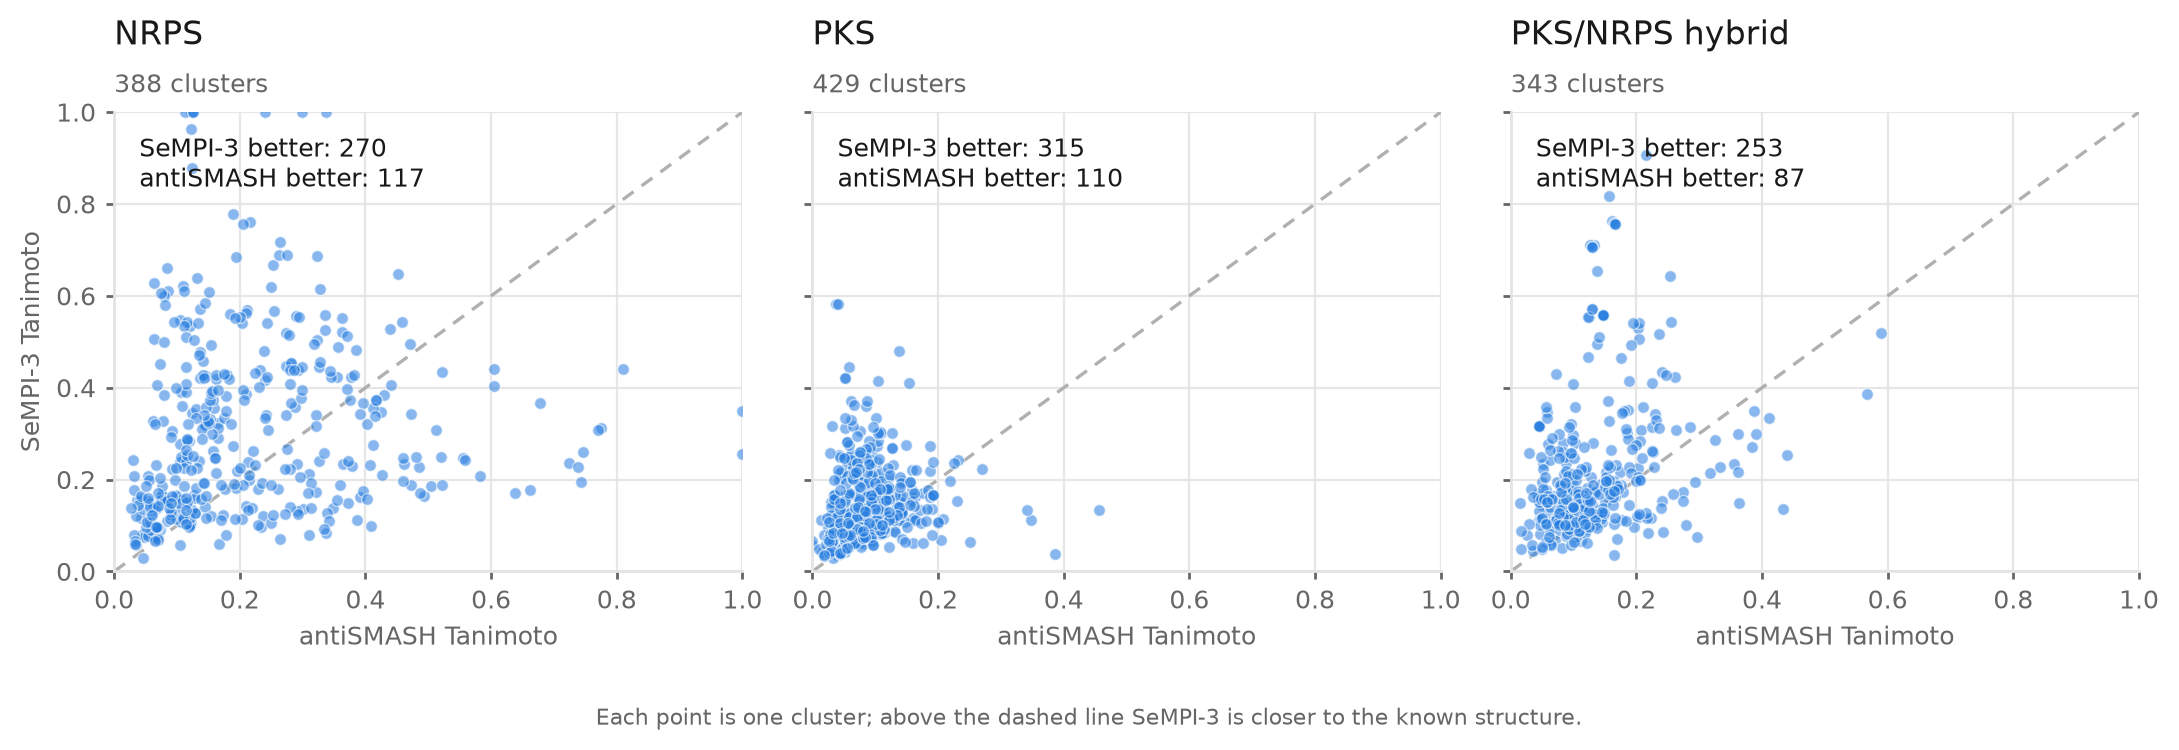 NRPS
388 clusters
SeMPI-3 better: 270
antiSMASH better: 117
SeMPI-3 Tanimoto
1.0
0.8
0.6
0.4
0.2
0.0
0.0 0.2 0.4 0.6 0.8 1.0
antiSMASH Tanimoto
PKS
429 clusters
SeMPI-3 better: 315
antiSMASH better: 110
0.0 0.2 0.4 0.6 0.8 1.0
antiSMASH Tanimoto
PKS/NRPS hybrid
343 clusters
SeMPI-3 better: 253
antiSMASH better: 87
0.0 0.2 0.4 0.6 0.8 1.0
antiSMASH Tanimoto
Each point is one cluster; above the dashed line SeMPI-3 is closer to the known structure.